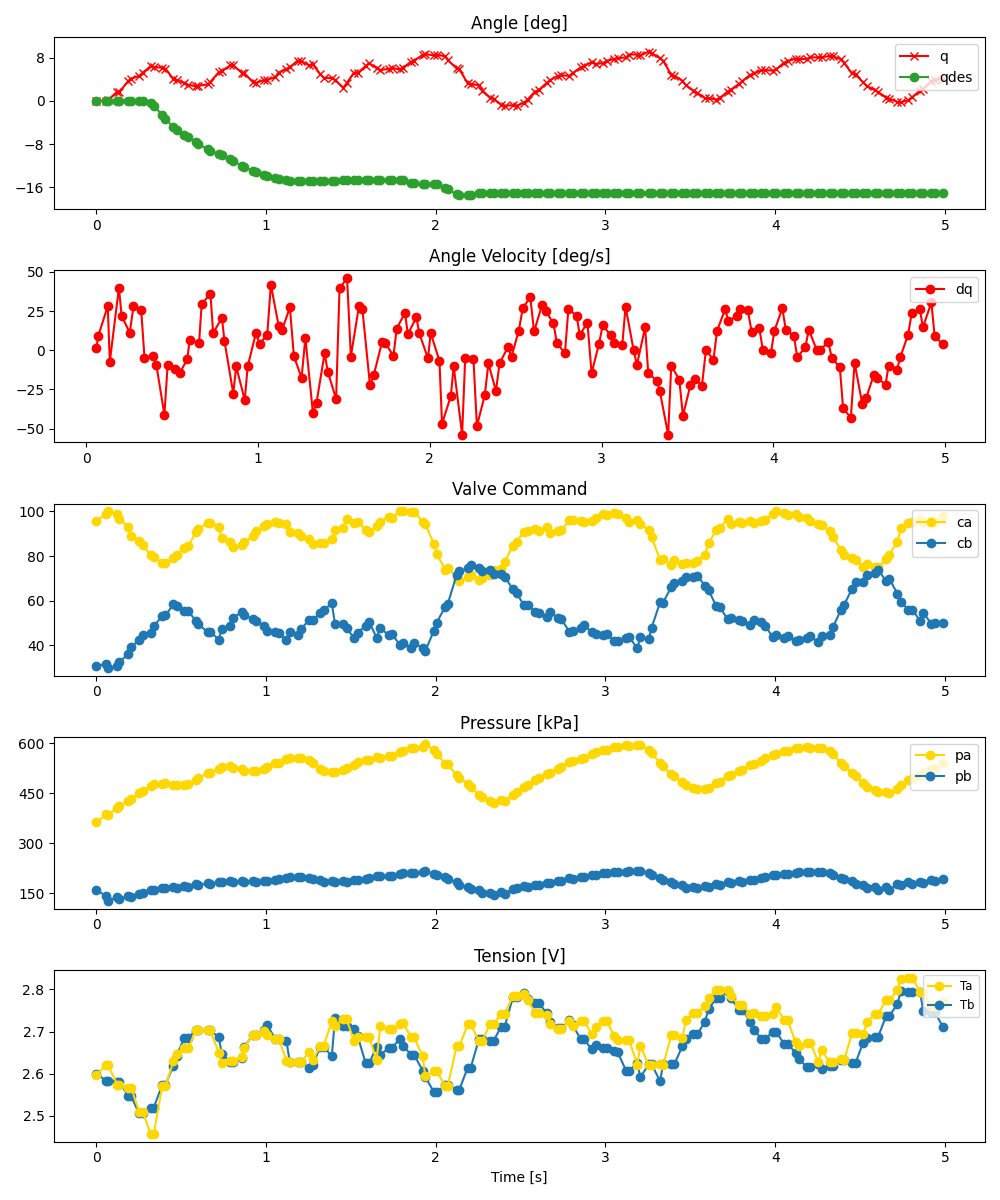 Angle [deg]
8
0
−8
−16
q
qdes
0 1 2 3 4 5
Angle Velocity [deg/s]
50
25
0
−25
−50
dq
0 1 2 3 4 5
Valve Command
100
80
60
40
ca
cb
0 1 2 3 4 5
Pressure [kPa]
600
450
300
150
pa
pb
0 1 2 3 4 5
Tension [V]
2.8
2.7
2.6
2.5
Ta
Tb
0 1 2 3 4 5
Time [s]